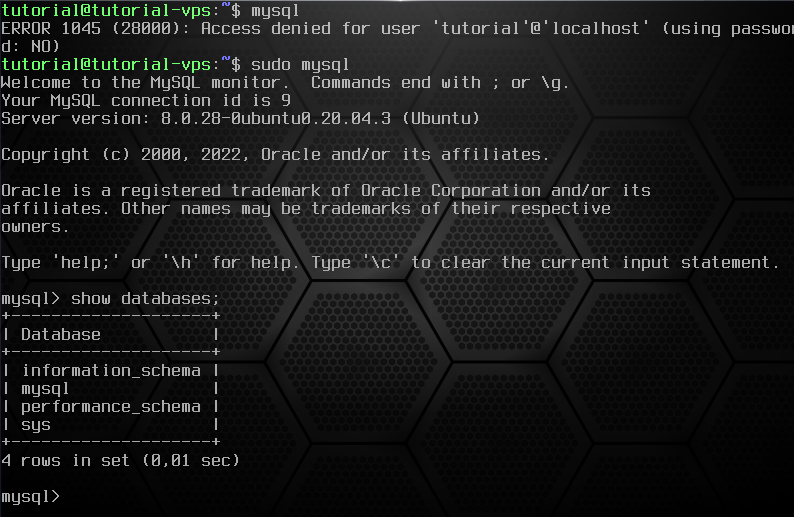 tutorial@tutorial-vps:~$ mysql
ERROR 1045 (28000): Access denied for user 'tutorial'@'localhost' (using passwor
d: NO)
tutorial@tutorial-vps:~$ sudo mysql
Welcome to the MySQL monitor.  Commands end with ; or \g.
Your MySQL connection id is 9
Server version: 8.0.28-0ubuntu0.20.04.3 (Ubuntu)

Copyright (c) 2000, 2022, Oracle and/or its affiliates.

Oracle is a registered trademark of Oracle Corporation and/or its
affiliates. Other names may be trademarks of their respective
owners.

Type 'help;' or '\h' for help. Type '\c' to clear the current input statement.

mysql> show databases;
+--------------------+
| Database           |
+--------------------+
| information_schema |
| mysql              |
| performance_schema |
| sys                |
+--------------------+
4 rows in set (0,01 sec)

mysql>